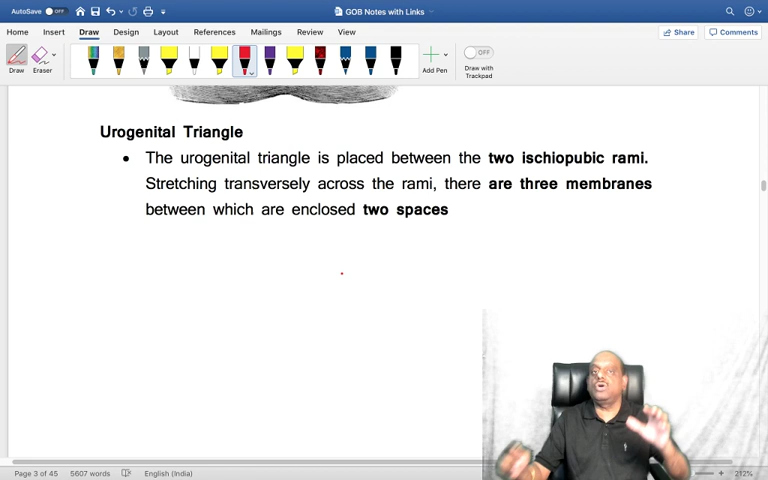 AutoSave OFF GOB Notes with Links
Home Insert Draw Design Layout References Mailings Review View Share Comments
Draw Eraser Add Pen OFF Draw with Trackpad
Urogenital Triangle
• The urogenital triangle is placed between the two ischiopubic rami.
Stretching transversely across the rami, there are three membranes
between which are enclosed two spaces
Page 3 of 45 5607 words English (India) 212%